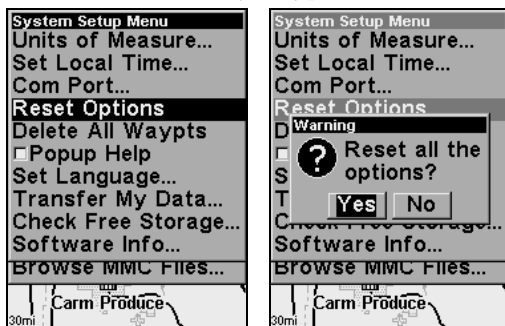 System Setup Menu
Units of Measure...
Set Local Time...
Com Port...
Reset Options
Delete All Waypts
Popup Help
Set Language...
Transfer My Data...
Check Free Storage...
Software Info...
Browse MMC Files...
Carm Produce
30mi
System Setup Menu
Units of Measure...
Set Local Time...
Com Port...
Reset Options
Warning
Reset all the
options?
Yes No
Software Info...
Browse MMC Files...
Carm Produce
30mi